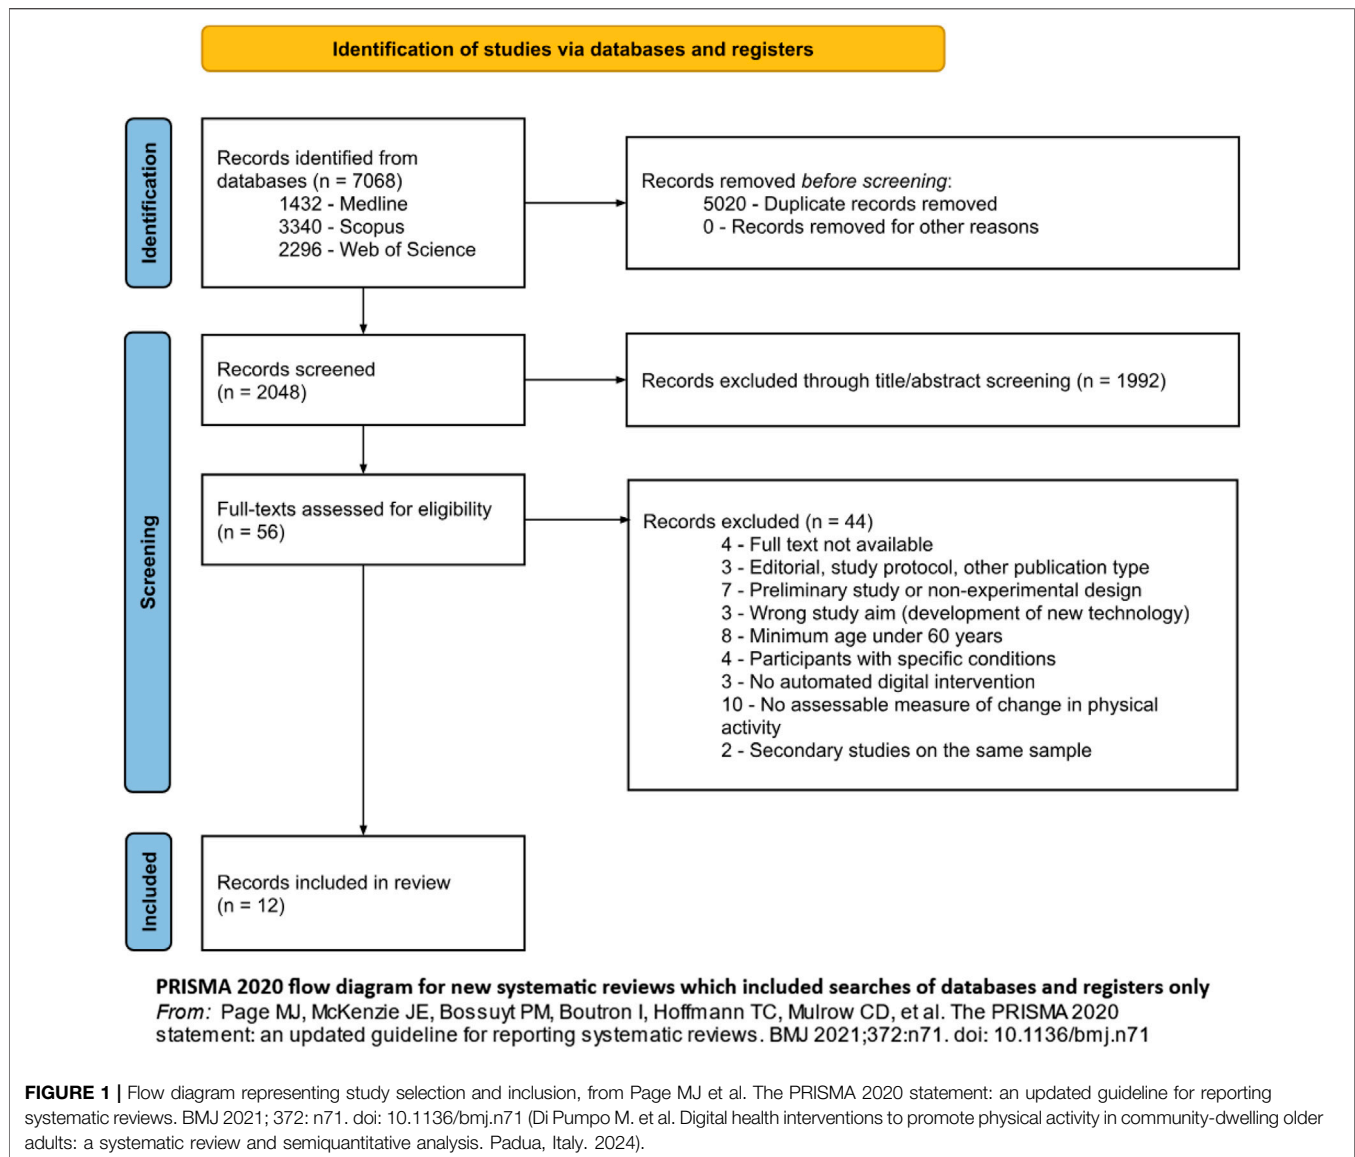 Identification of studies via databases and registers
Identification
Records identified from
databases (n = 7068)
1432 - Medline
3340 - Scopus
2296 - Web of Science
Records removed before screening:
5020 - Duplicate records removed
0 - Records removed for other reasons
Screening
Records screened
(n = 2048)
Records excluded through title/abstract screening (n = 1992)
Full-texts assessed for eligibility
(n = 56)
Records excluded (n = 44)
4 - Full text not available
3 - Editorial, study protocol, other publication type
7 - Preliminary study or non-experimental design
3 - Wrong study aim (development of new technology)
8 - Minimum age under 60 years
4 - Participants with specific conditions
3 - No automated digital intervention
10 - No assessable measure of change in physical
activity
2 - Secondary studies on the same sample
Included
Records included in review
(n = 12)
PRISMA 2020 flow diagram for new systematic reviews which included searches of databases and registers only
From: Page MJ, McKenzie JE, Bossuyt PM, Boutron I, Hoffmann TC, Mulrow CD, et al. The PRISMA 2020
statement: an updated guideline for reporting systematic reviews. BMJ 2021;372:n71. doi: 10.1136/bmj.n71
FIGURE 1 | Flow diagram representing study selection and inclusion, from Page MJ et al. The PRISMA 2020 statement: an updated guideline for reporting
systematic reviews. BMJ 2021; 372: n71. doi: 10.1136/bmj.n71 (Di Pumpo M. et al. Digital health interventions to promote physical activity in community-dwelling older
adults: a systematic review and semiquantitative analysis. Padua, Italy. 2024).